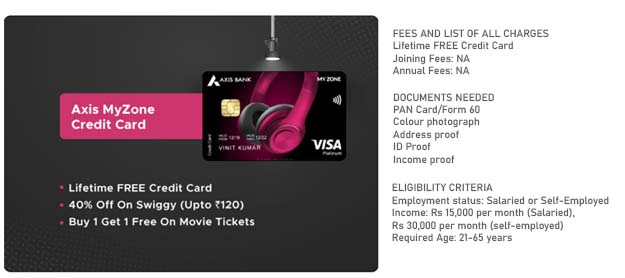 AXIS BANK
MY ZONE
Axis MyZone
Credit Card
Credit Card
VINIT KUMAR
VISA
Platinum
• Lifetime FREE Credit Card
• 40% Off On Swiggy (Upto ₹120)
• Buy 1 Get 1 Free On Movie Tickets
FEES AND LIST OF ALL CHARGES
Lifetime FREE Credit Card
Joining Fees: NA
Annual Fees: NA
DOCUMENTS NEEDED
PAN Card/Form 60
Colour photograph
Address proof
ID Proof
Income proof
ELIGIBILITY CRITERIA
Employment status: Salaried or Self-Employed
Income: Rs 15,000 per month (Salaried),
Rs 30,000 per month (self-employed)
Required Age: 21-65 years